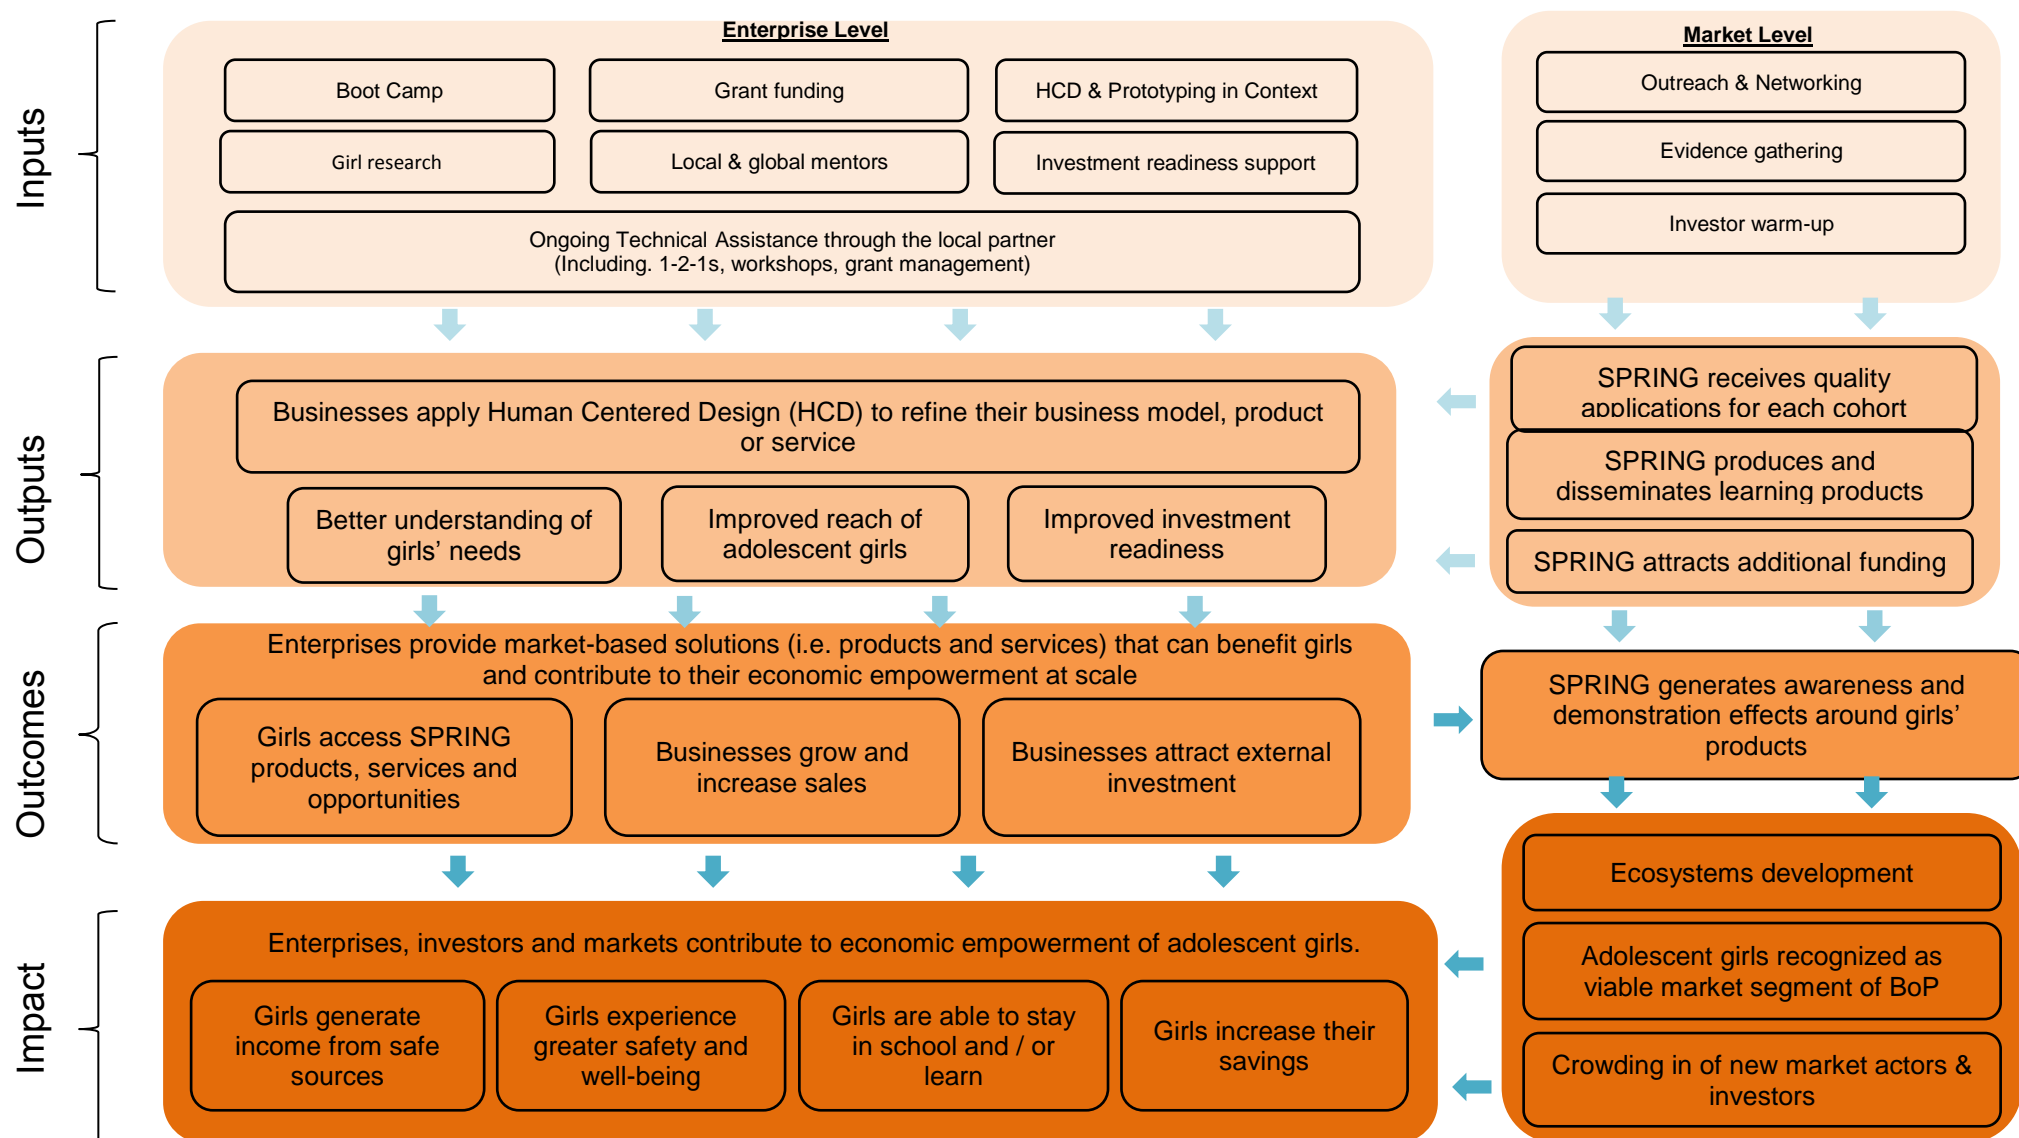 Inputs
Enterprise Level
Boot Camp
Grant funding
HCD & Prototyping in Context
Girl research
Local & global mentors
Investment readiness support
Ongoing Technical Assistance through the local partner
(Including. 1-2-1s, workshops, grant management)
Market Level
Outreach & Networking
Evidence gathering
Investor warm-up
Outputs
Businesses apply Human Centered Design (HCD) to refine their business model, product
or service
Better understanding of
girls’ needs
Improved reach of
adolescent girls
Improved investment
readiness
SPRING receives quality
applications for each cohort
SPRING produces and
disseminates learning products
SPRING attracts additional funding
Outcomes
Enterprises provide market-based solutions (i.e. products and services) that can benefit girls
and contribute to their economic empowerment at scale
Girls access SPRING
products, services and
opportunities
Businesses grow and
increase sales
Businesses attract external
investment
SPRING generates awareness and
demonstration effects around girls’
products
Impact
Enterprises, investors and markets contribute to economic empowerment of adolescent girls.
Girls generate
income from safe
sources
Girls experience
greater safety and
well-being
Girls are able to stay
in school and / or
learn
Girls increase their
savings
Ecosystems development
Adolescent girls recognized as
viable market segment of BoP
Crowding in of new market actors &
investors